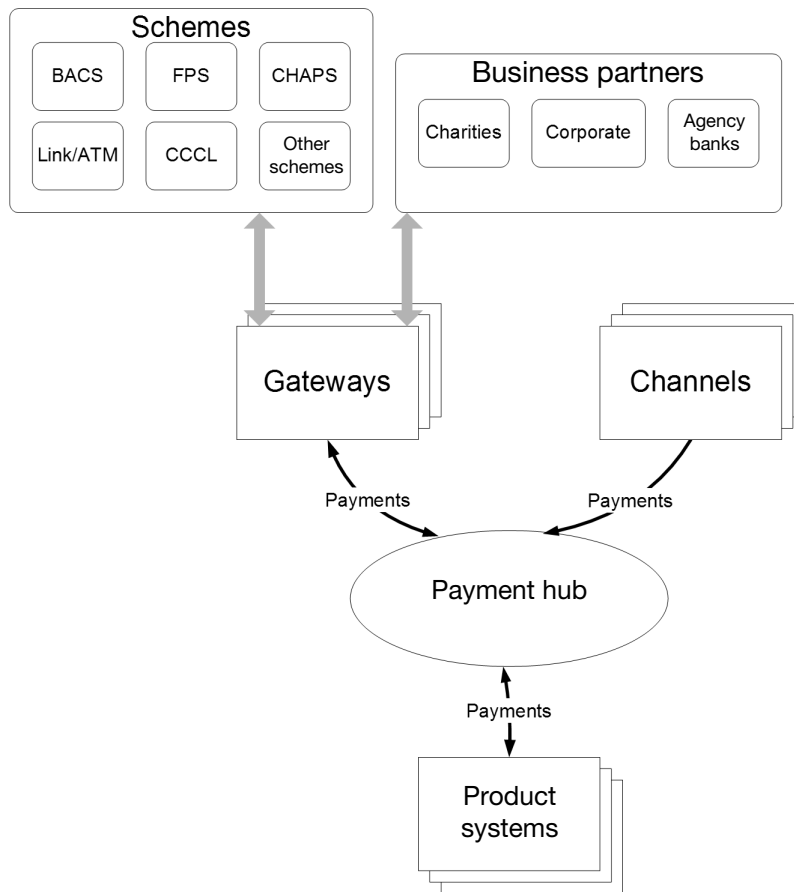 Schemes
BACS
FPS
CHAPS
Link/ATM
CCCL
Other
schemes
Business partners
Charities
Corporate
Agency
banks
Gateways
Channels
Payments
Payments
Payment hub
Payments
Product
systems